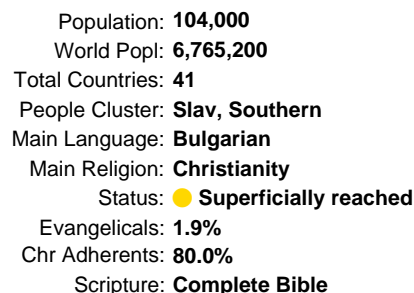 Population: 104,000
World Popl: 6,765,200
Total Countries: 41
People Cluster: Slav, Southern
Main Language: Bulgarian
Main Religion: Christianity
Status: Superficially reached
Evangelicals: 1.9%
Chr Adherents: 80.0%
Scripture: Complete Bible